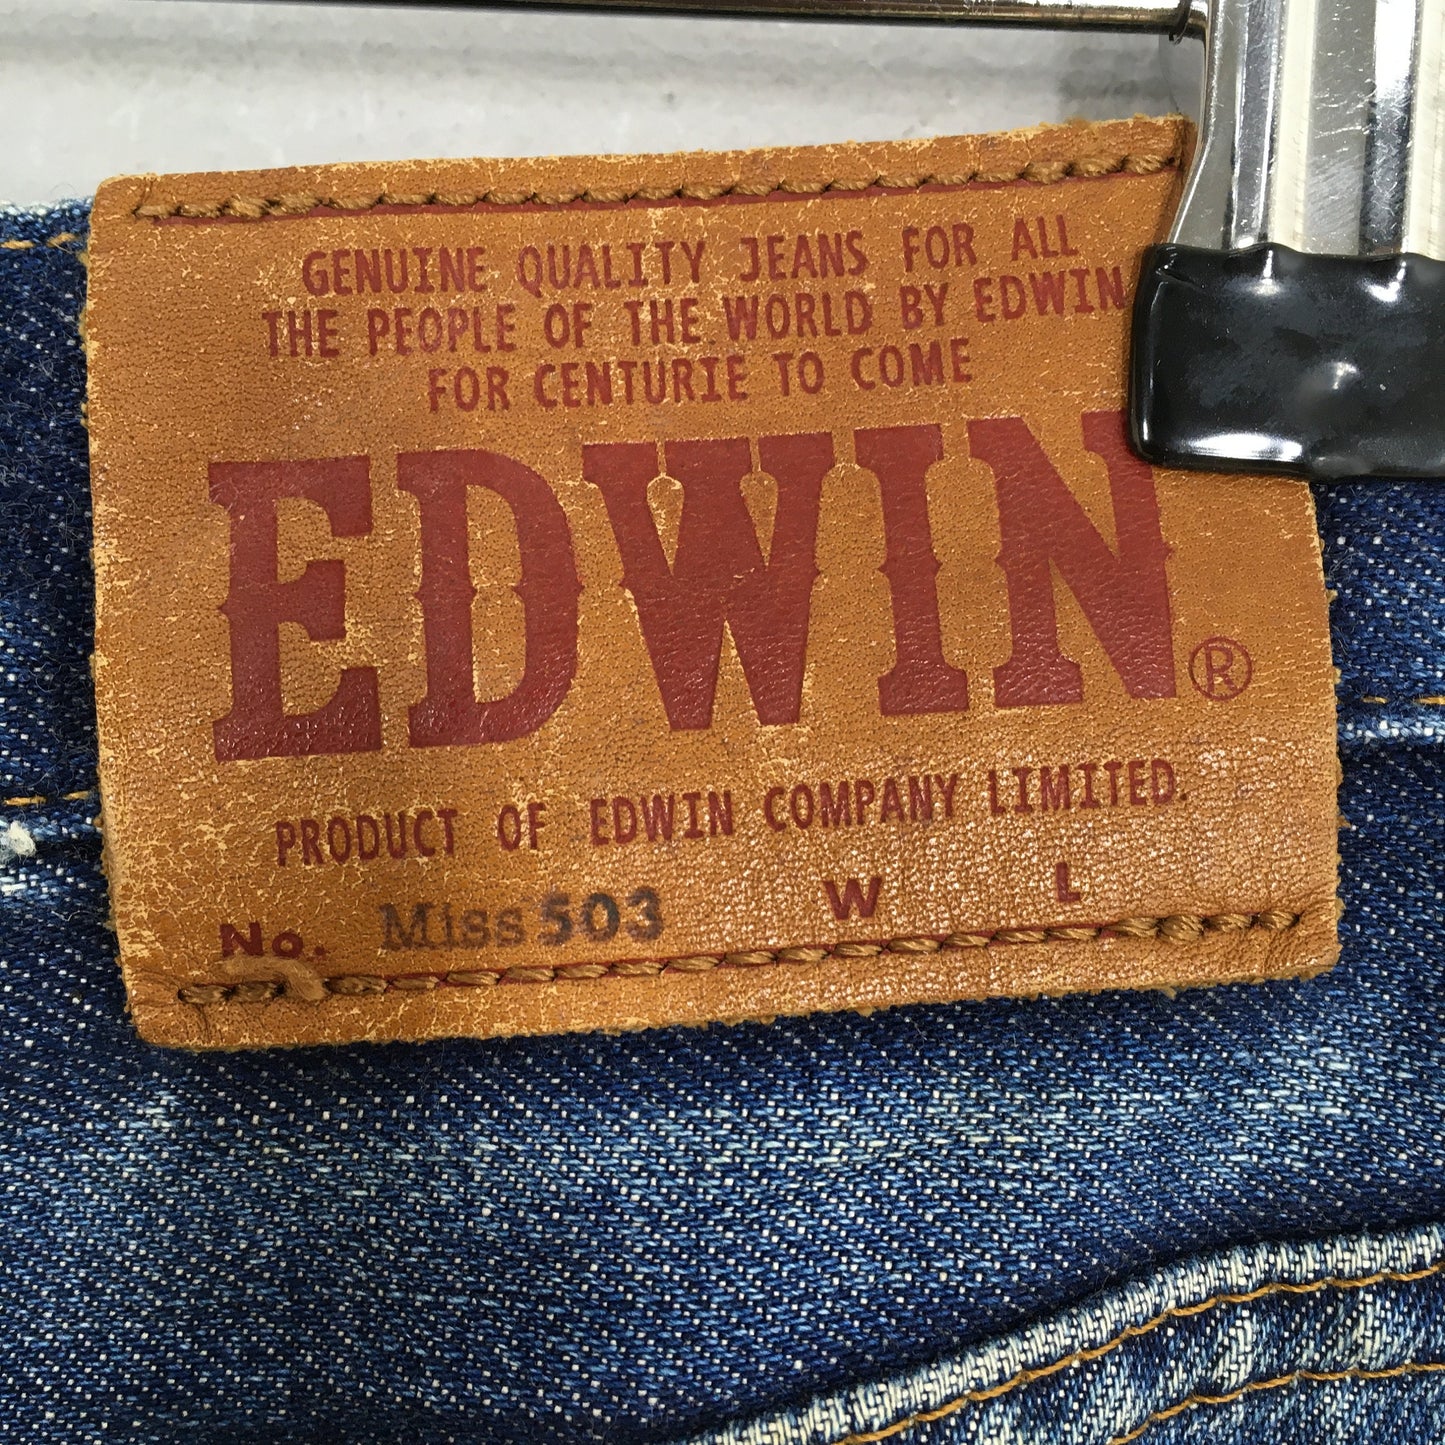 GENUINE QUALITY JEANS FOR ALL
THE PEOPLE OF THE WORLD BY EDWIN
FOR CENTURIE TO COME
EDWIN®
PRODUCT OF EDWIN COMPANY LIMITED.
No. Miss 503 W L